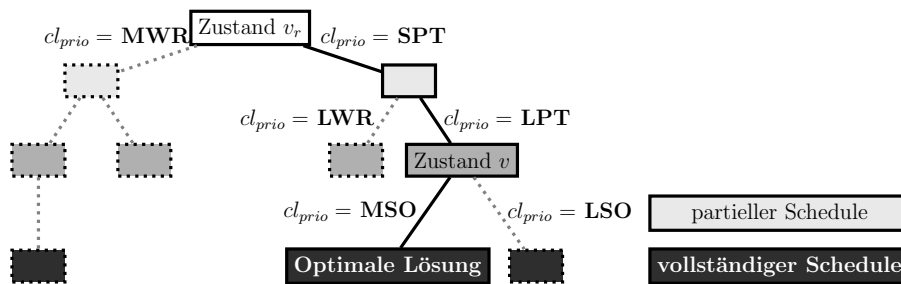 Zustand v_r
cl_prio = MWR
cl_prio = SPT
cl_prio = LWR
cl_prio = LPT
Zustand v
cl_prio = MSO
cl_prio = LSO
partieller Schedule
Optimale Lösung
vollständiger Schedule